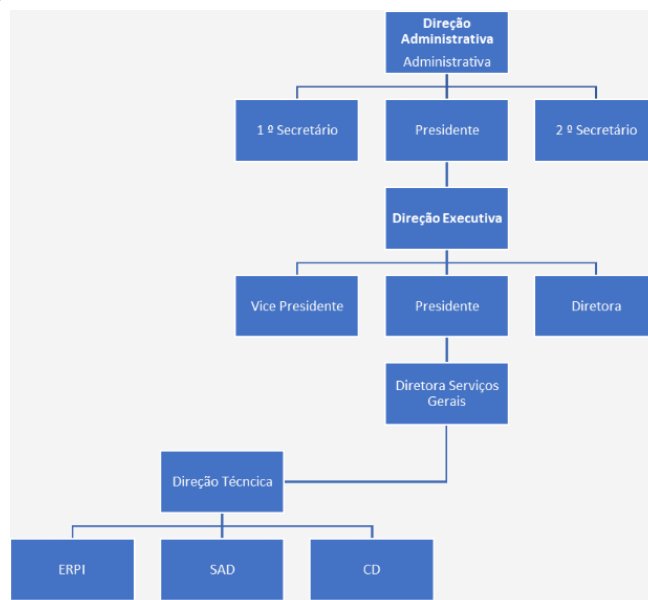 Direção
Administrativa
Administrativa
1 º Secretário
Presidente
2 º Secretário
Direção Executiva
Vice Presidente
Presidente
Diretora
Diretora Serviços
Gerais
Direção Técncica
ERPI
SAD
CD